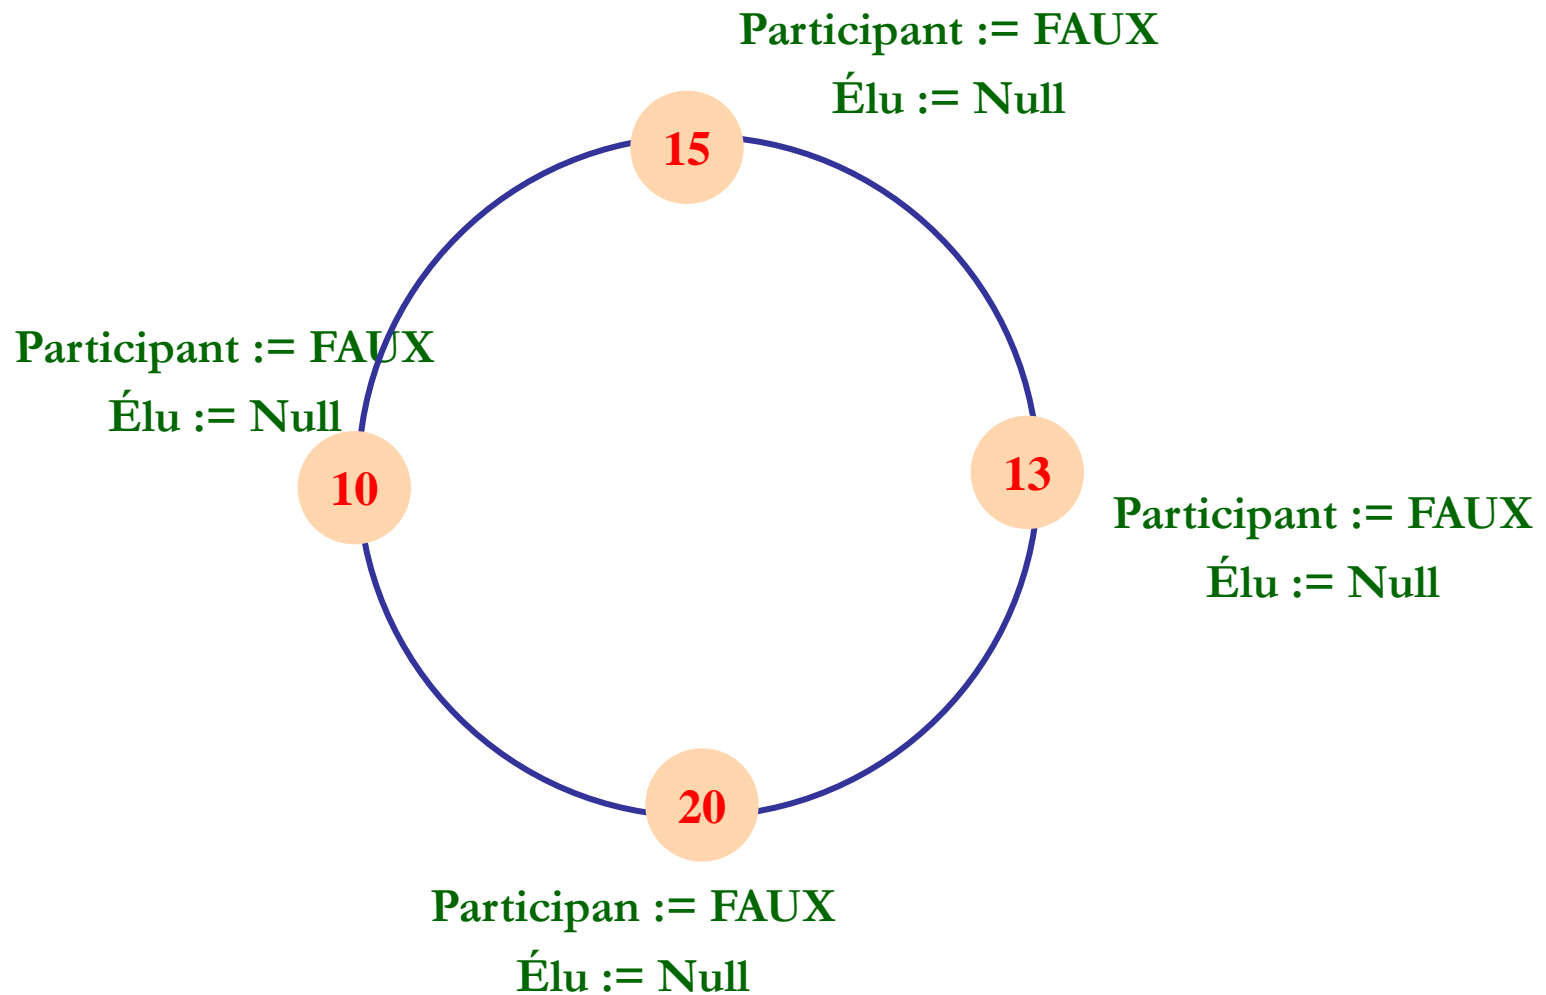 Participant := FAUX
Élu := Null
15
Participant := FAUX
Élu := Null
10
13
Participant := FAUX
Élu := Null
20
Participan := FAUX
Élu := Null